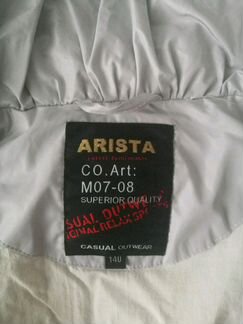 ARISTA
CO.Art:
M07-08
SUPERIOR QUALITY
CASUAL OUTWEAR
140